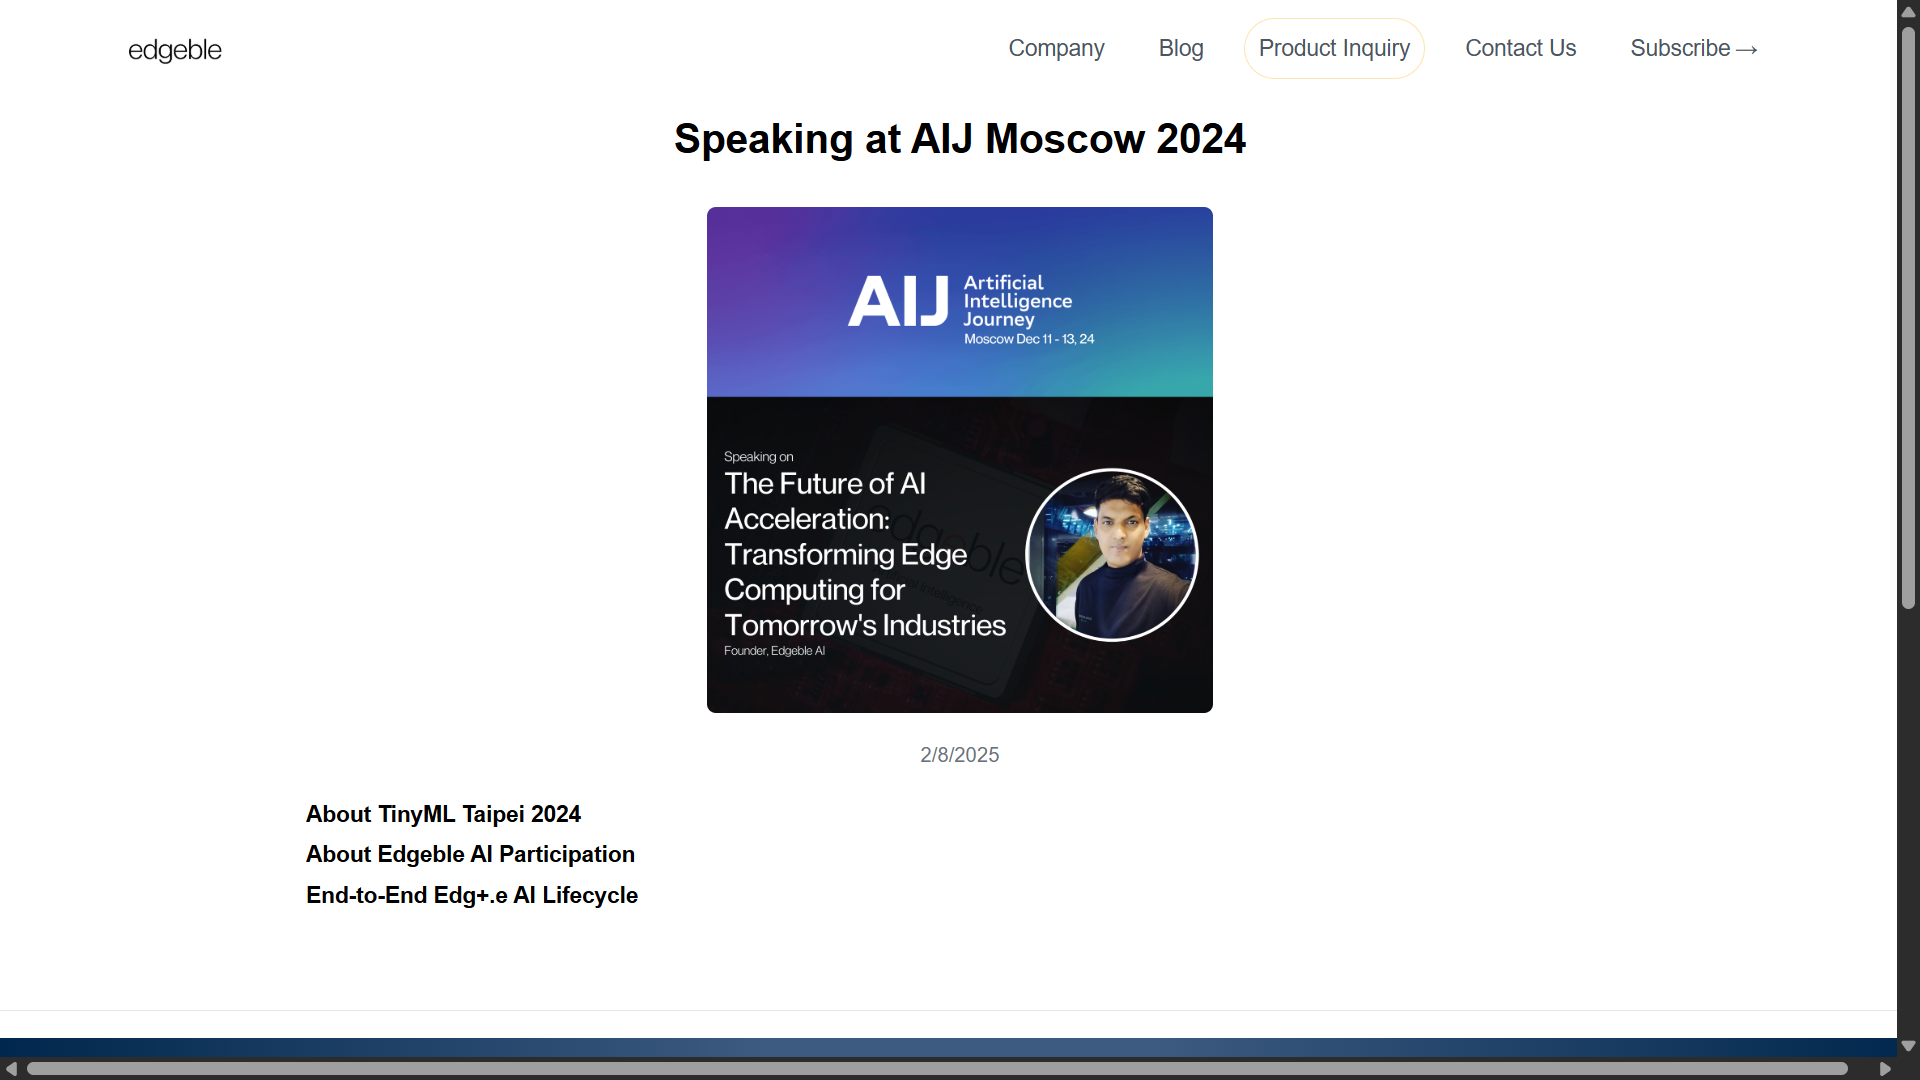 edgeble
Company
Blog
Product Inquiry
Contact Us
Subscribe→
Speaking at AIJ Moscow 2024
AIJ
Artificial
Intelligence
Journey
Moscow Dec 11 - 13, 24
Speaking on
The Future of AI
Acceleration:
Transforming Edge
Computing for
Tomorrow's Industries
Founder, Edgeble AI
edgeble
2/8/2025
About TinyML Taipei 2024
About Edgeble AI Participation
End-to-End Edg+.e AI Lifecycle